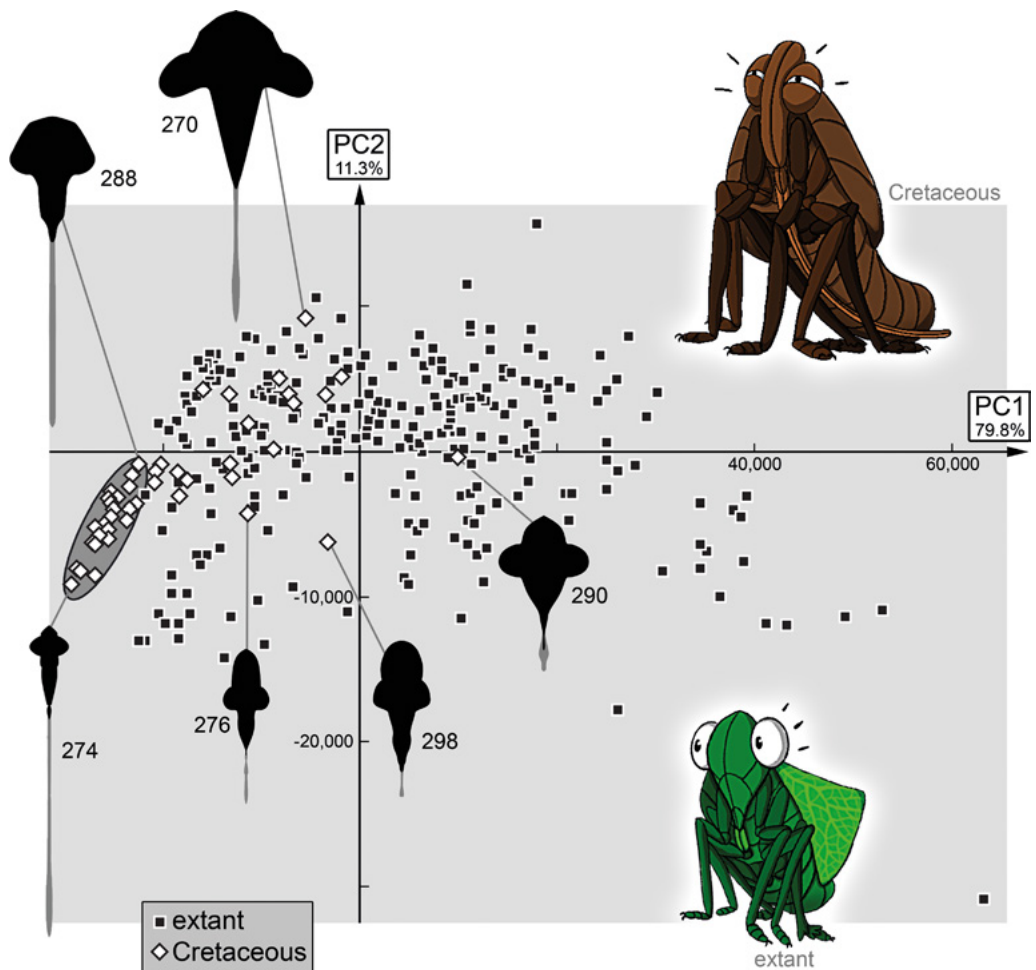 270
288
PC2
11.3%
Cretaceous
PC1
79.8%
40,000
60,000
-10,000
290
276
298
274
-20,000
extant
Cretaceous
extant